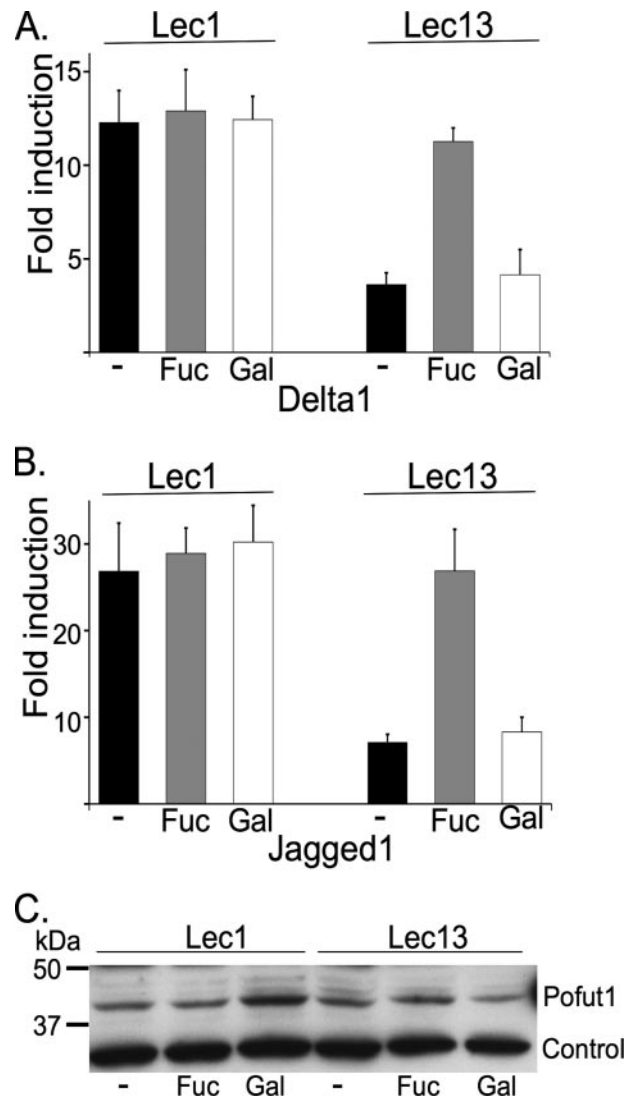 A.
Lec1 Lec13
Fold induction
15
10
5
- Fuc Gal - Fuc Gal
Delta1
B.
Lec1 Lec13
Fold induction
30
20
10
- Fuc Gal - Fuc Gal
Jagged1
C.
kDa Lec1 Lec13
50
Pofut1
37
Control
- Fuc Gal - Fuc Gal